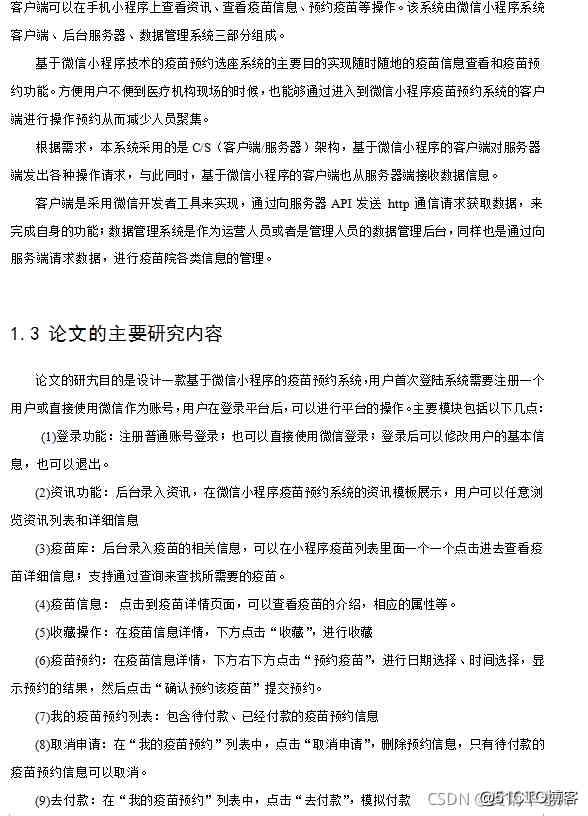 客户端可以在手机小程序上查看资讯、查看疫苗信息、预约疫苗等操作。该系统由微信小程序系统
客户端、后台服务器、数据管理系统三部分组成。
基于微信小程序技术的疫苗预约选座系统的主要目的实现随时随地的疫苗信息查看和疫苗预
约功能。方便用户不便到医疗机构现场的时候，也能够通过进入到微信小程序疫苗预约系统的客户
端进行操作预约从而减少人员聚集。
根据需求，本系统采用的是 C/S（客户端/服务器）架构，基于微信小程序的客户端对服务器
端发出各种操作请求，与此同时，基于微信小程序的客户端也从服务器端接收数据信息。
客户端是采用微信开发者工具来实现，通过向服务器 API 发送 http 通信请求获取数据，来
完成自身的功能；数据管理系统是作为运营人员或者是管理人员的数据管理后台，同样也是通过向
服务端请求数据，进行疫苗院各类信息的管理。
1.3 论文的主要研究内容
论文的研究目的是设计一款基于微信小程序的疫苗预约系统，用户首次登陆系统需要注册一个
用户或直接使用微信作为账号，用户在登录平台后，可以进行平台的操作。主要模块包括以下几点：
(1)登录功能：注册普通账号登录；也可以直接使用微信登录；登录后可以修改用户的基本信
息，也可以退出。
(2)资讯功能：后台录入资讯，在微信小程序疫苗预约系统的资讯模板展示，用户可以任意浏
览资讯列表和详细信息
(3)疫苗库：后台录入疫苗的相关信息，可以在小程序疫苗列表里面一个一个点击进去查看疫
苗详细信息；支持通过查询来查找所需要的疫苗。
(4)疫苗信息： 点击到疫苗详情页面，可以查看疫苗的介绍，相应的属性等。
(5)收藏操作：在疫苗信息详情，下方点击“收藏”，进行收藏
(6)疫苗预约：在疫苗信息详情，下方右下方点击“预约疫苗”，进行日期选择、时间选择，显
示预约的结果，然后点击“确认预约该疫苗”提交预约。
(7)我的疫苗预约列表：包含待付款、已经付款的疫苗预约信息
(8)取消申请：在“我的疫苗预约”列表中，点击“取消申请”，删除预约信息，只有待付款的
疫苗预约信息可以取消。
(9)去付款：在“我的疫苗预约”列表中，点击“去付款”，模拟付款
CSDN @51CTO博客